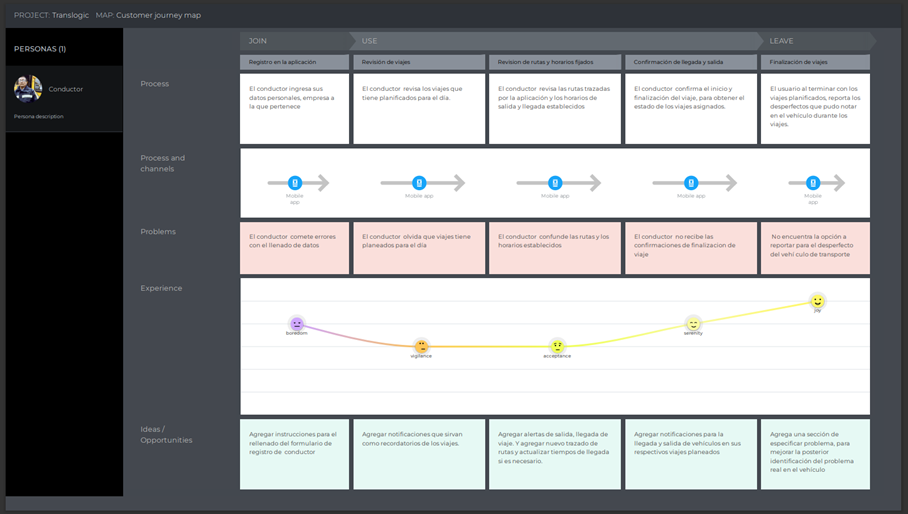 PROJECT: Translogic MAP: Customer journey map
PERSONAS (1)
Conductor
Persona description
JOIN
USE
LEAVE
Registro en la aplicación
Revisión de viajes
Revision de rutas y horarios fijados
Confirmación de llegada y salida
Finalización de viajes
Process
El conductor ingresa sus
datos personales, empresa a
la que pertenece
El conductor revisa los viajes que
tiene planificados para el día.
El conductor revisa las rutas trazadas
por la aplicación y los horarios de
salida y llegada establecidos
El conductor confirma el inicio y
finalización del viaje, para obtener el
estado de los viajes asignados.
El usuario al terminar con los
viajes planificados, reporta los
desperfectos que pudo notar
en el vehículo durante los
viajes.
Process and
channels
Mobile
app
Mobile app
Mobile app
Mobile app
Mobile
app
Problems
El conductor comete errores
con el llenado de datos
El conductor olvida que viajes tiene
planeados para el día
El conductor confunde las rutas y los
horarios establecidos
El conductor no recibe las
confirmaciones de finalizacion de
viaje
No encuentra la opción a
reportar para el desperfecto
del vehí culo de transporte
Experience
boredom
vigilance
acceptance
serenity
joy
Ideas /
Opportunities
Agregar instrucciones para el
rellenado del formulario de
registro de conductor
Agregar notificaciones que sirvan
como recordatorios de los viajes.
Agregar alertas de salida, llegada de
viaje. Y agregar nuevo trazado de
rutas y actualizar tiempos de llegada
si es necesario.
Agregar notificaciones para la
llegada y salida de vehículos en sus
respectivos viajes planeados
Agrega una sección de
especificar problema, para
mejorar la posterior
identificación del problema
real en el vehículo